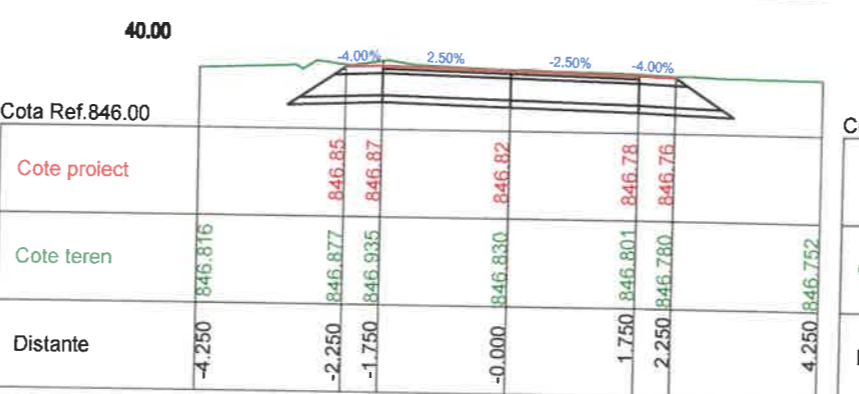 40.00
-4.00% 2.50% -2.50% -4.00%
Cota Ref.846.00
Cote proiect 846.85 846.87 846.82 846.78 846.76
Cote teren 846.816 846.877 846.935 846.830 846.801 846.780 846.752
Distante -4.250 -2.250 -1.750 -0.000 1.750 2.250 4.250